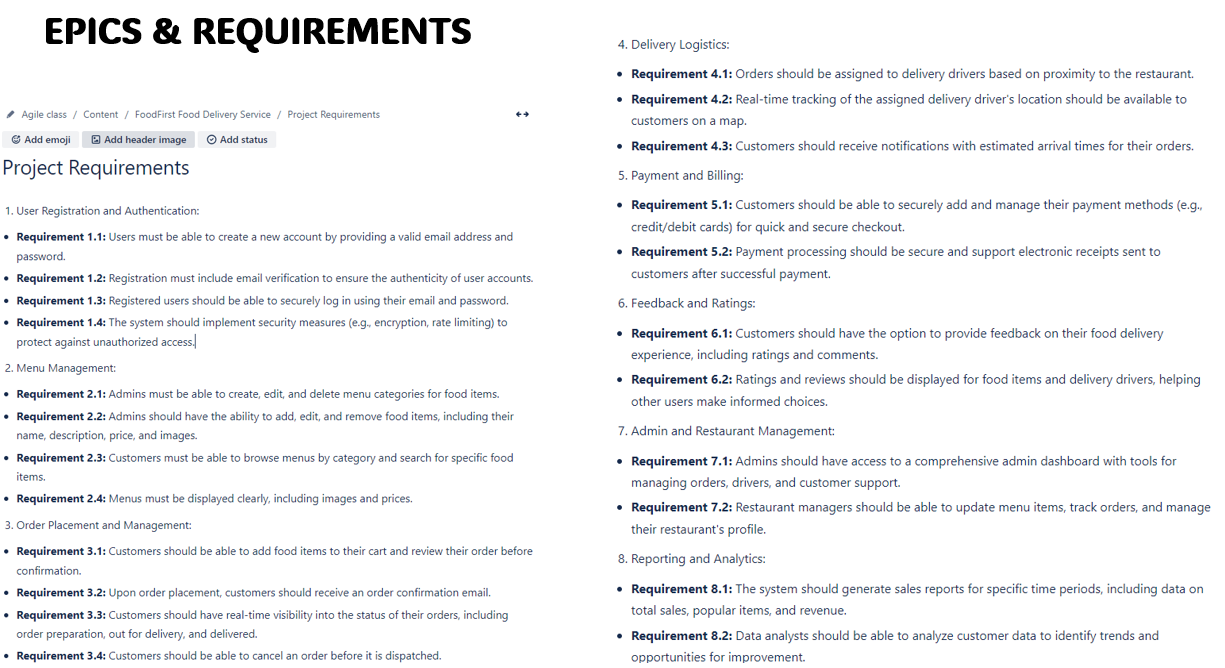 EPICS & REQUIREMENTS
Agile class / Content / FoodFirst Food Delivery Service / Project Requirements
Add emoji Add header image Add status
Project Requirements
1. User Registration and Authentication:
• Requirement 1.1: Users must be able to create a new account by providing a valid email address and
password.
• Requirement 1.2: Registration must include email verification to ensure the authenticity of user accounts.
• Requirement 1.3: Registered users should be able to securely log in using their email and password.
• Requirement 1.4: The system should implement security measures (e.g., encryption, rate limiting) to
protect against unauthorized access.
2. Menu Management:
• Requirement 2.1: Admins must be able to create, edit, and delete menu categories for food items.
• Requirement 2.2: Admins should have the ability to add, edit, and remove food items, including their
name, description, price, and images.
• Requirement 2.3: Customers must be able to browse menus by category and search for specific food
items.
• Requirement 2.4: Menus must be displayed clearly, including images and prices.
3. Order Placement and Management:
• Requirement 3.1: Customers should be able to add food items to their cart and review their order before
confirmation.
• Requirement 3.2: Upon order placement, customers should receive an order confirmation email.
• Requirement 3.3: Customers should have real-time visibility into the status of their orders, including
order preparation, out for delivery, and delivered.
• Requirement 3.4: Customers should be able to cancel an order before it is dispatched.
4. Delivery Logistics:
• Requirement 4.1: Orders should be assigned to delivery drivers based on proximity to the restaurant.
• Requirement 4.2: Real-time tracking of the assigned delivery driver's location should be available to
customers on a map.
• Requirement 4.3: Customers should receive notifications with estimated arrival times for their orders.
5. Payment and Billing:
• Requirement 5.1: Customers should be able to securely add and manage their payment methods (e.g.,
credit/debit cards) for quick and secure checkout.
• Requirement 5.2: Payment processing should be secure and support electronic receipts sent to
customers after successful payment.
6. Feedback and Ratings:
• Requirement 6.1: Customers should have the option to provide feedback on their food delivery
experience, including ratings and comments.
• Requirement 6.2: Ratings and reviews should be displayed for food items and delivery drivers, helping
other users make informed choices.
7. Admin and Restaurant Management:
• Requirement 7.1: Admins should have access to a comprehensive admin dashboard with tools for
managing orders, drivers, and customer support.
• Requirement 7.2: Restaurant managers should be able to update menu items, track orders, and manage
their restaurant's profile.
8. Reporting and Analytics:
• Requirement 8.1: The system should generate sales reports for specific time periods, including data on
total sales, popular items, and revenue.
• Requirement 8.2: Data analysts should be able to analyze customer data to identify trends and
opportunities for improvement.